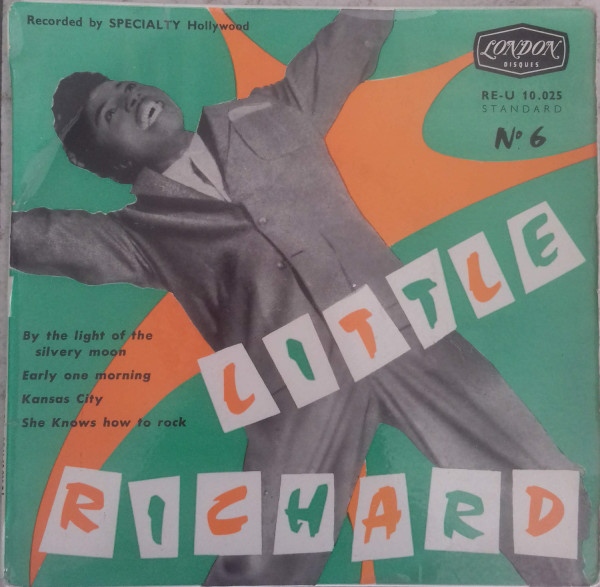 Recorded by SPECIALTY Hollywood
LONDON
DISQUES
RE-U 10.025
STANDARD
Nº 6
By the light of the
silvery moon
Early one morning
Kansas City
She Knows how to rock
LITTLE
RICHARD